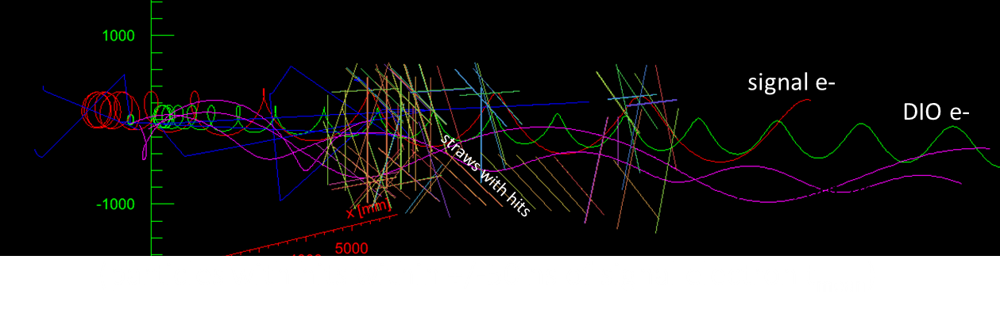 1000
signal e-
DIO e-
straws with hits
-1000
x [mm]
5000